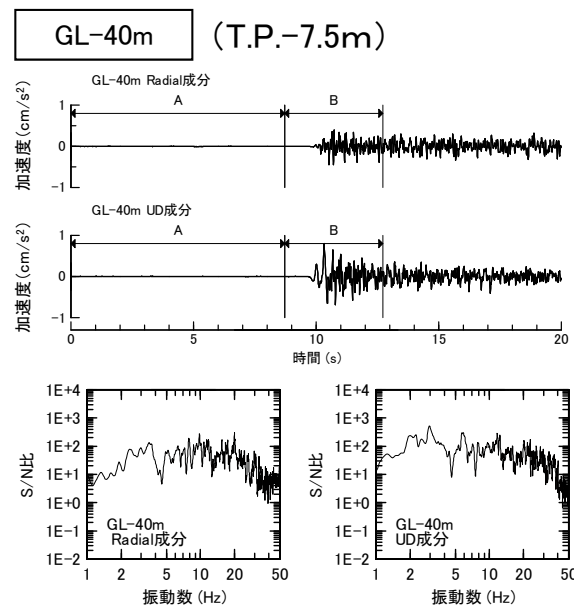 GL-40m (T.P.-7.5m)
GL-40m Radial成分
加速度(cm/s²)
1
0
-1
A B
GL-40m UD成分
加速度(cm/s²)
1
0
-1
A B
0 5 10 15 20
時間(s)
S/N比
1E+4
1E+3
1E+2
1E+1
1E+0
1E-1
1E-2
GL-40m
Radial成分
1 2 5 10 20 50
振動数(Hz)
S/N比
1E+4
1E+3
1E+2
1E+1
1E+0
1E-1
1E-2
GL-40m
UD成分
1 2 5 10 20 50
振動数(Hz)